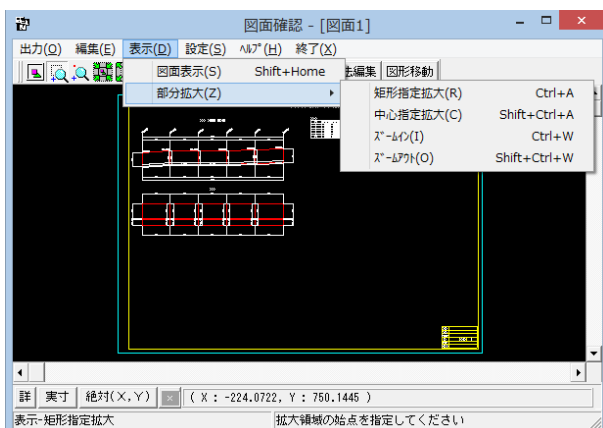 図面確認 - [図面1]
出力(O) 編集(E) 表示(D) 設定(S) ﾍﾙﾌﾟ(H) 終了(X)
図面表示(S) Shift+Home
編集 図形移動
部分拡大(Z)
矩形指定拡大(R) Ctrl+A
中心指定拡大(C) Shift+Ctrl+A
ｽﾞｰﾑｲﾝ(I) Ctrl+W
ｽﾞｰﾑｱｳﾄ(O) Shift+Ctrl+W
詳 実寸 絶対(X,Y) ( X : -224.0722, Y : 750.1445 )
表示-矩形指定拡大 拡大領域の始点を指定してください